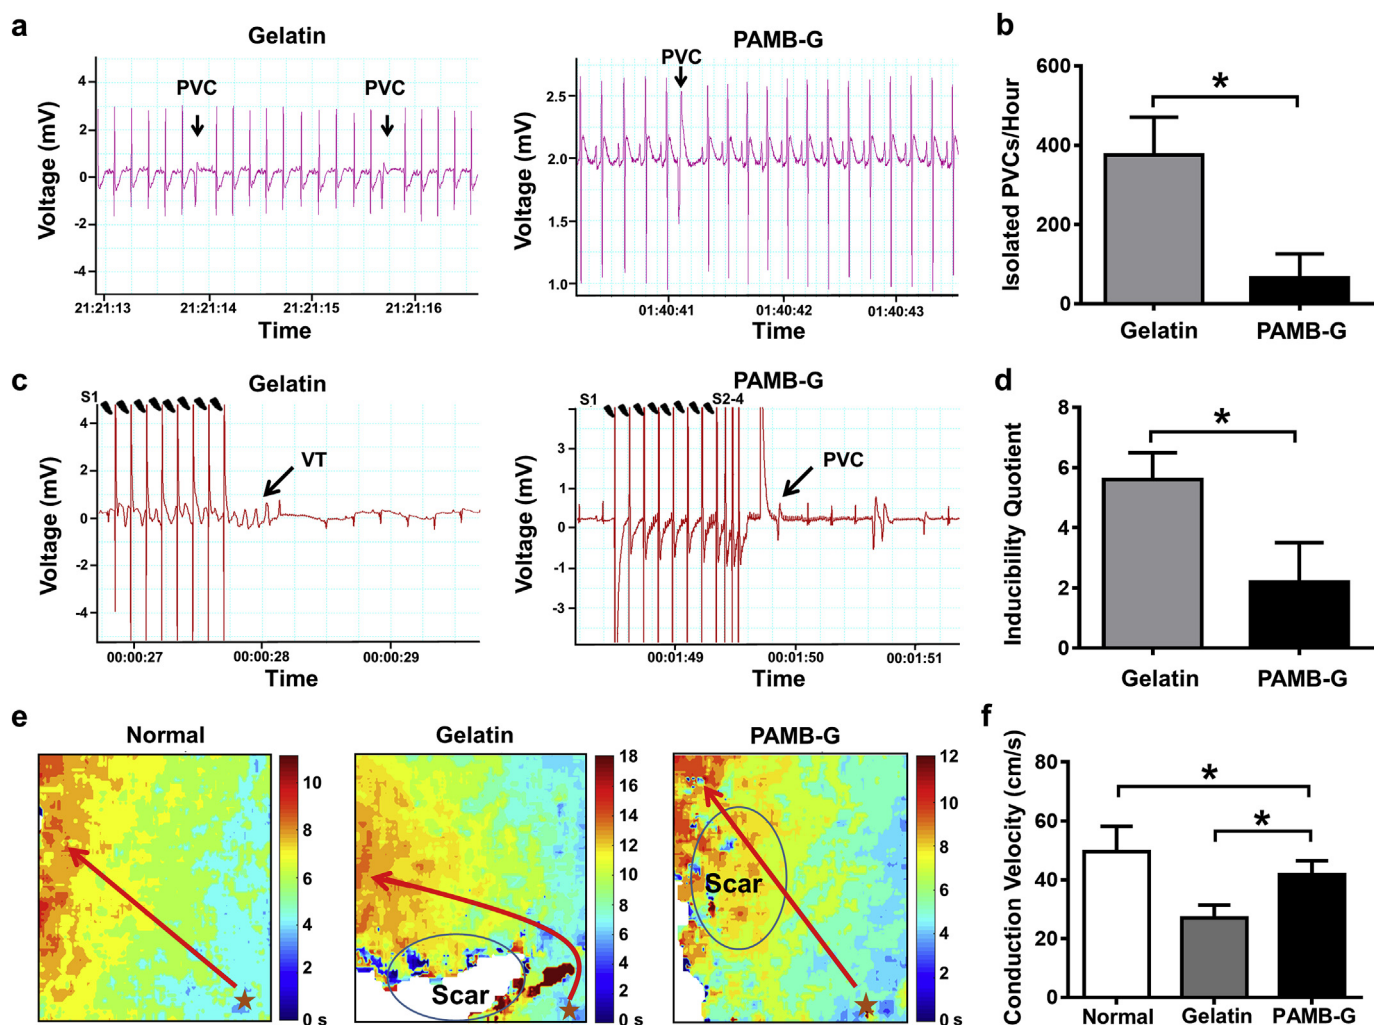 a
Gelatin
PVC
PVC
Voltage (mV)
4
2
0
-2
-4
21:21:13
21:21:14
21:21:15
21:21:16
Time
PAMB-G
PVC
Voltage (mV)
2.5
2.0
2.5
1.0
01:40:41
01:40:42
01:40:43
Time
b
Isolated PVCs/Hour
600
400
200
0
*
Gelatin
PAMB-G
c
Gelatin
S1
VT
Voltage (mV)
4
2
0
-2
-4
00:00:27
00:00:28
00:00:29
Time
PAMB-G
S1
S2-4
PVC
Voltage (mV)
3
1
0
-1
-3
00:01:49
00:01:50
00:01:51
Time
d
Inducibility Quotient
8
6
4
2
0
*
Gelatin
PAMB-G
e
Normal
10
8
6
4
2
0 s
Gelatin
Scar
18
16
14
12
10
8
6
4
2
0 s
PAMB-G
Scar
12
10
8
6
4
2
0 s
f
Conduction Velocity (cm/s)
80
60
40
20
0
*
*
Normal
Gelatin
PAMB-G